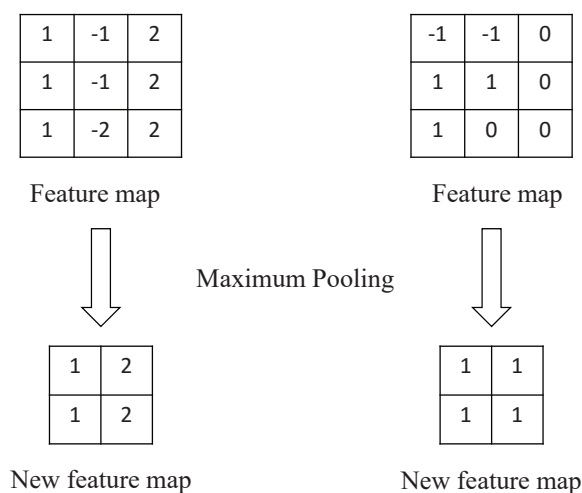 1 -1 2
1 -1 2
1 -2 2
Feature map
-1 -1 0
1 1 0
1 0 0
Feature map
Maximum Pooling
1 2
1 2
New feature map
1 1
1 1
New feature map